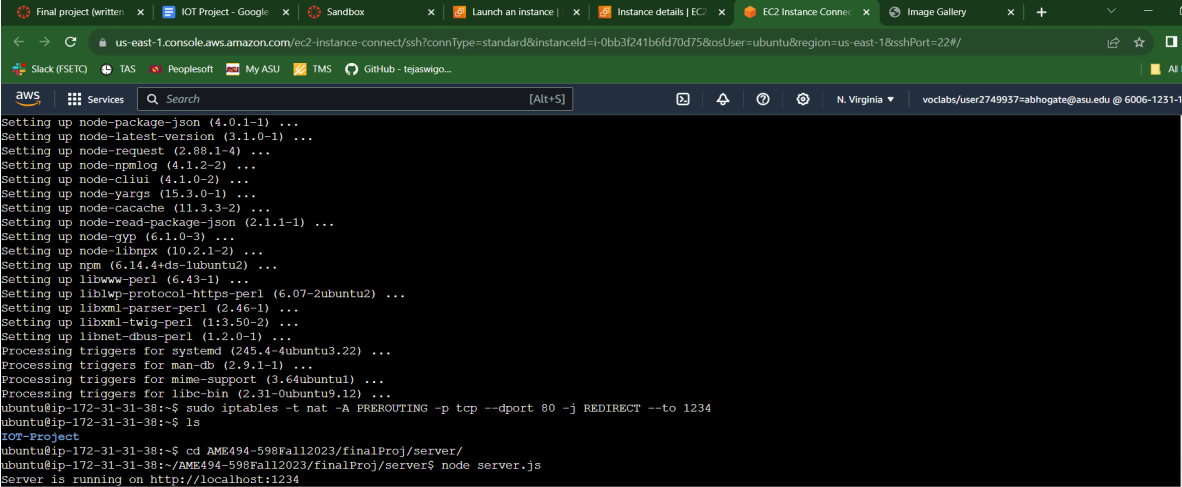 Final project (written
IOT Project - Google
Sandbox
Launch an instance |
Instance details | EC2
EC2 Instance Connec
Image Gallery
us-east-1.console.aws.amazon.com/ec2-instance-connect/ssh?connType=standard&instanceId=i-0bb3f241b6fd70d75&osUser=ubuntu&region=us-east-1&sshPort=22#/
Slack (FSETC) TAS Peoplesoft My ASU TMS GitHub - tejaswigo... All
aws Services Search [Alt+S] N. Virginia ▼ voclabs/user2749937=abhogate@asu.edu @ 6006-1231-1
Setting up node-package-json (4.0.1-1) ...
Setting up node-latest-version (3.1.0-1) ...
Setting up node-request (2.88.1-4) ...
Setting up node-npmlog (4.1.2-2) ...
Setting up node-cliui (4.1.0-2) ...
Setting up node-yargs (15.3.0-1) ...
Setting up node-cacache (11.3.3-2) ...
Setting up node-read-package-json (2.1.1-1) ...
Setting up node-gyp (6.1.0-3) ...
Setting up node-libnpx (10.2.1-2) ...
Setting up npm (6.14.4+ds-1ubuntu2) ...
Setting up libwww-perl (6.43-1) ...
Setting up liblwp-protocol-https-perl (6.07-2ubuntu2) ...
Setting up libxml-parser-perl (2.46-1) ...
Setting up libxml-twig-perl (1:3.50-2) ...
Setting up libnet-dbus-perl (1.2.0-1) ...
Processing triggers for systemd (245.4-4ubuntu3.22) ...
Processing triggers for man-db (2.9.1-1) ...
Processing triggers for mime-support (3.64ubuntu1) ...
Processing triggers for libc-bin (2.31-0ubuntu9.12) ...
ubuntu@ip-172-31-31-38:~$ sudo iptables -t nat -A PREROUTING -p tcp --dport 80 -j REDIRECT --to 1234
ubuntu@ip-172-31-31-38:~$ ls
IOT-Project
ubuntu@ip-172-31-31-38:~$ cd AME494-598Fall2023/finalProj/server/
ubuntu@ip-172-31-31-38:~/AME494-598Fall2023/finalProj/server$ node server.js
Server is running on http://localhost:1234